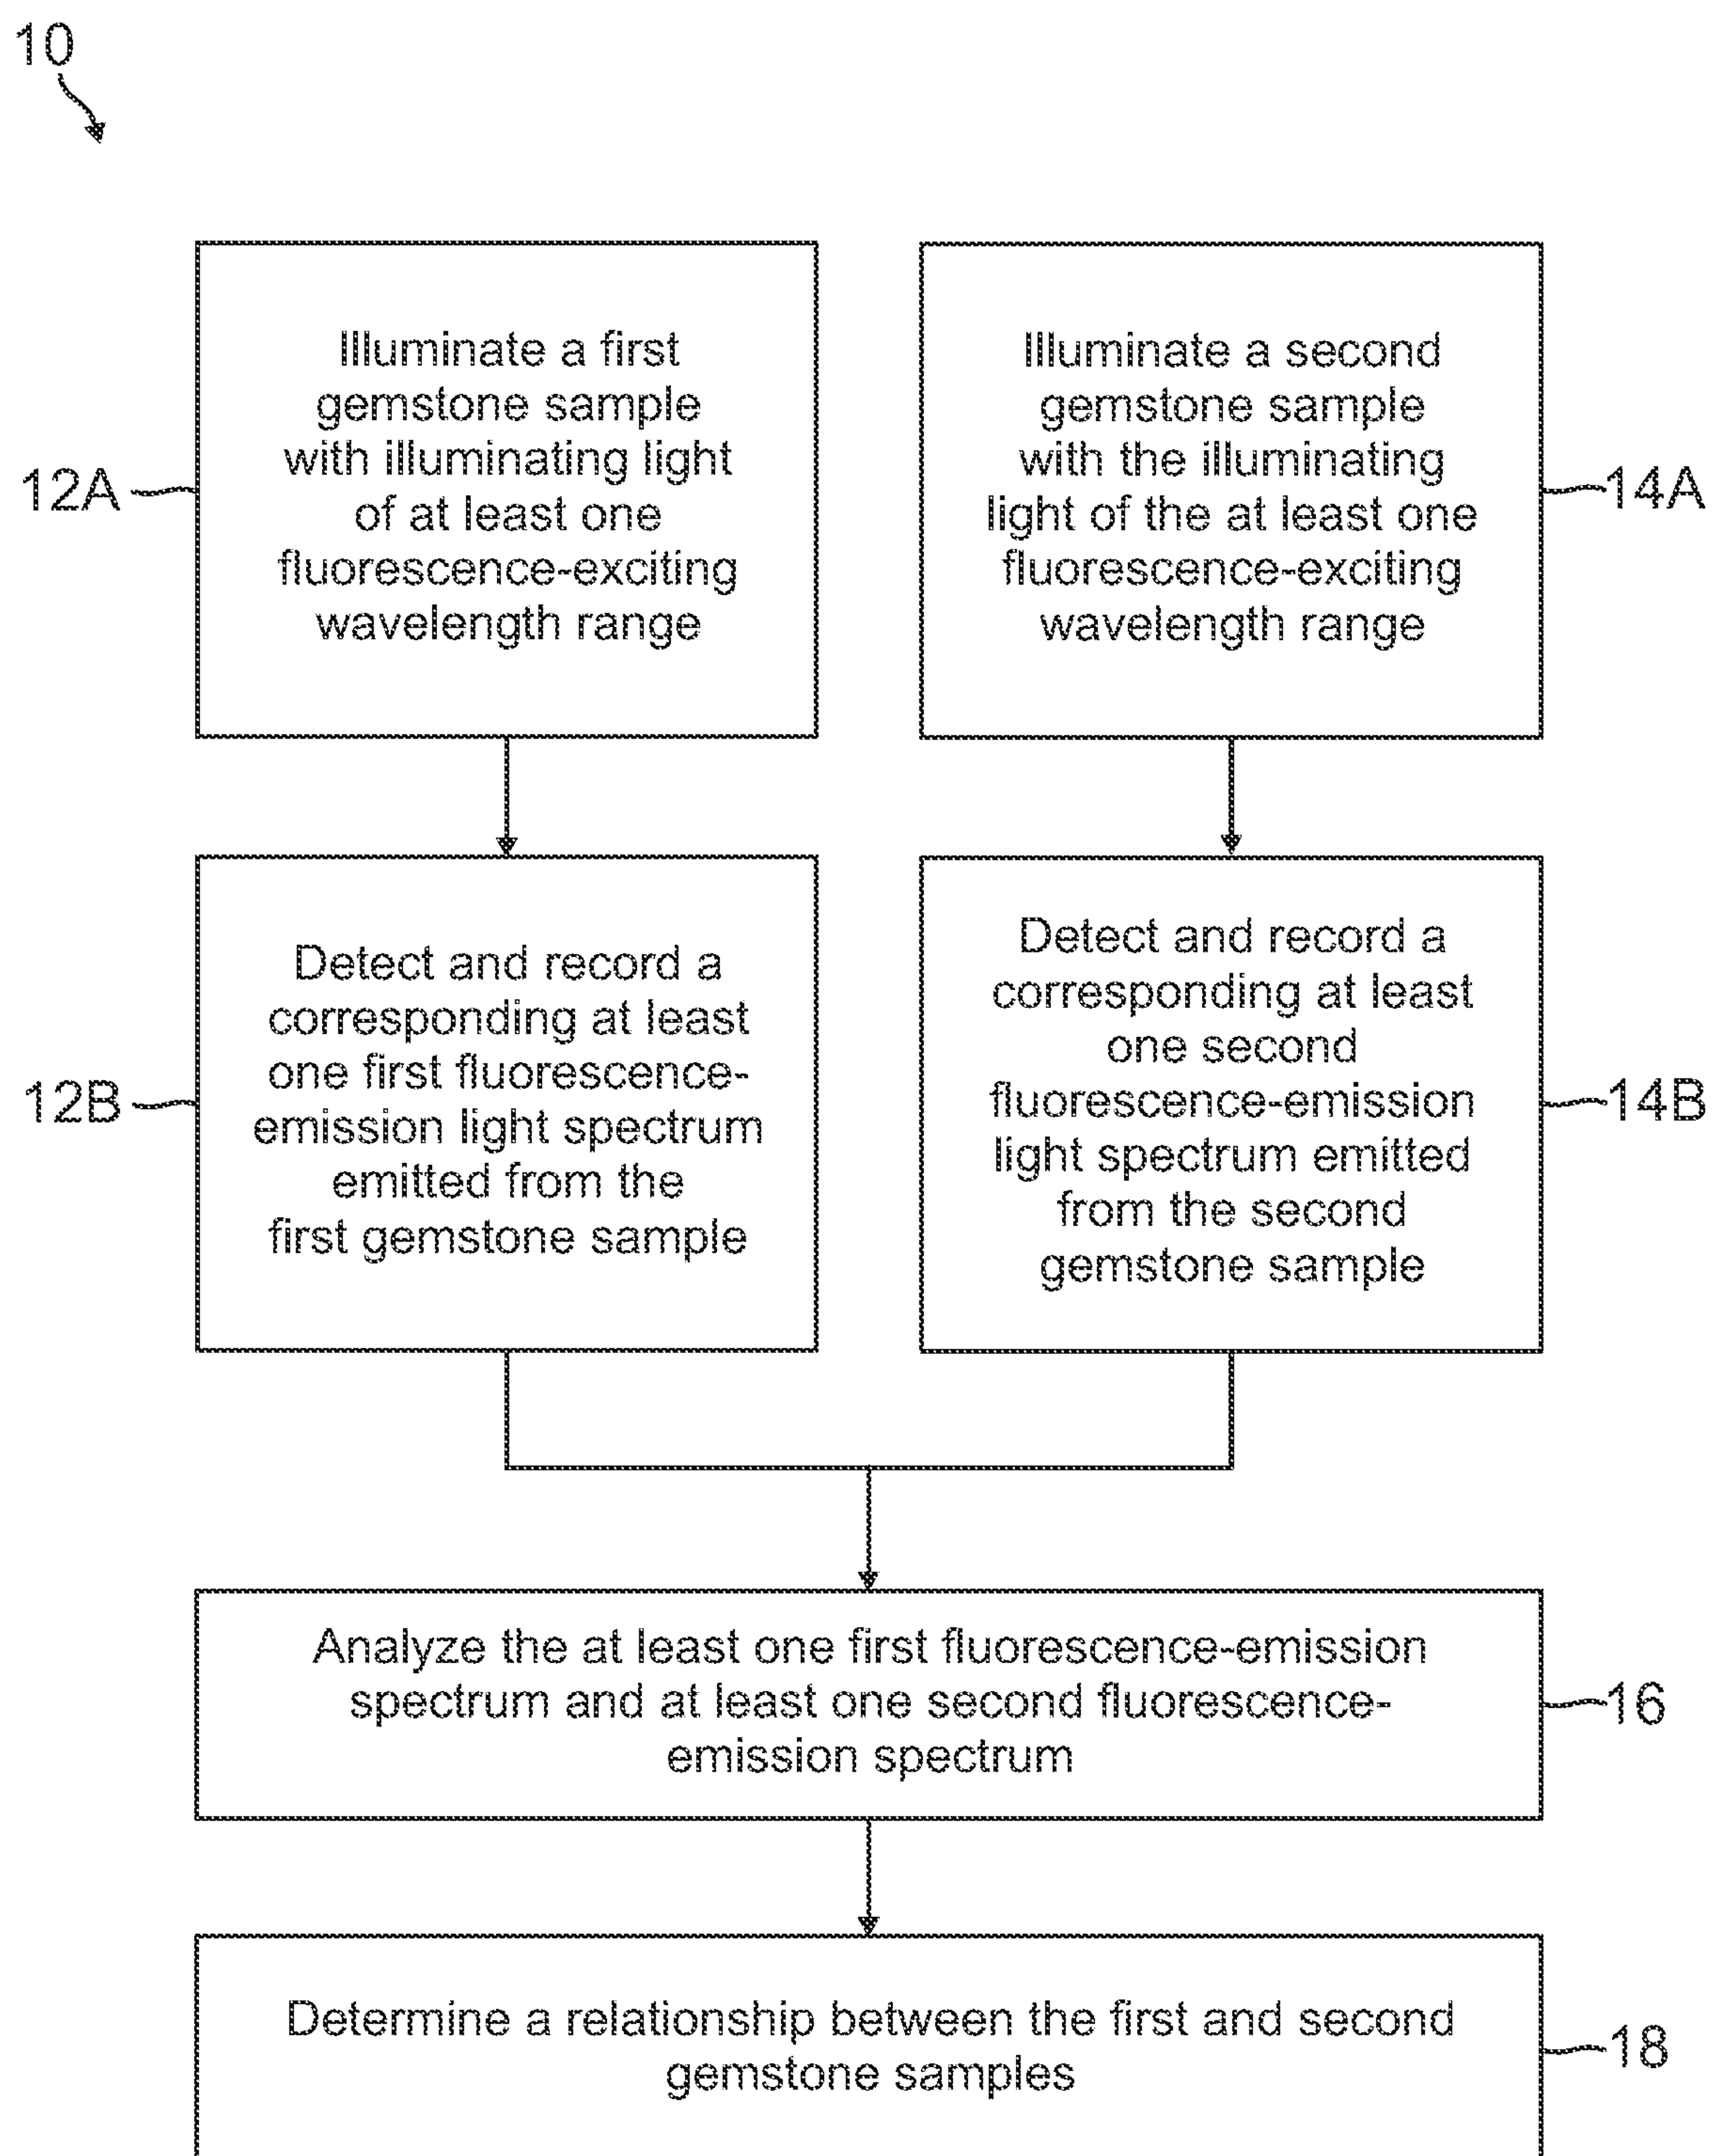 10
12A
Illuminate a first
gemstone sample
with illuminating light
of at least one
fluorescence-exciting
wavelength range
Illuminate a second
gemstone sample
with the illuminating
light of the at least one
fluorescence-exciting
wavelength range
14A
12B
Detect and record a
corresponding at least
one first fluorescence-
emission light spectrum
emitted from the
first gemstone sample
Detect and record a
corresponding at least
one second
fluorescence-emission
light spectrum emitted
from the second
gemstone sample
14B
Analyze the at least one first fluorescence-emission
spectrum and at least one second fluorescence-
emission spectrum
16
Determine a relationship between the first and second
gemstone samples
18